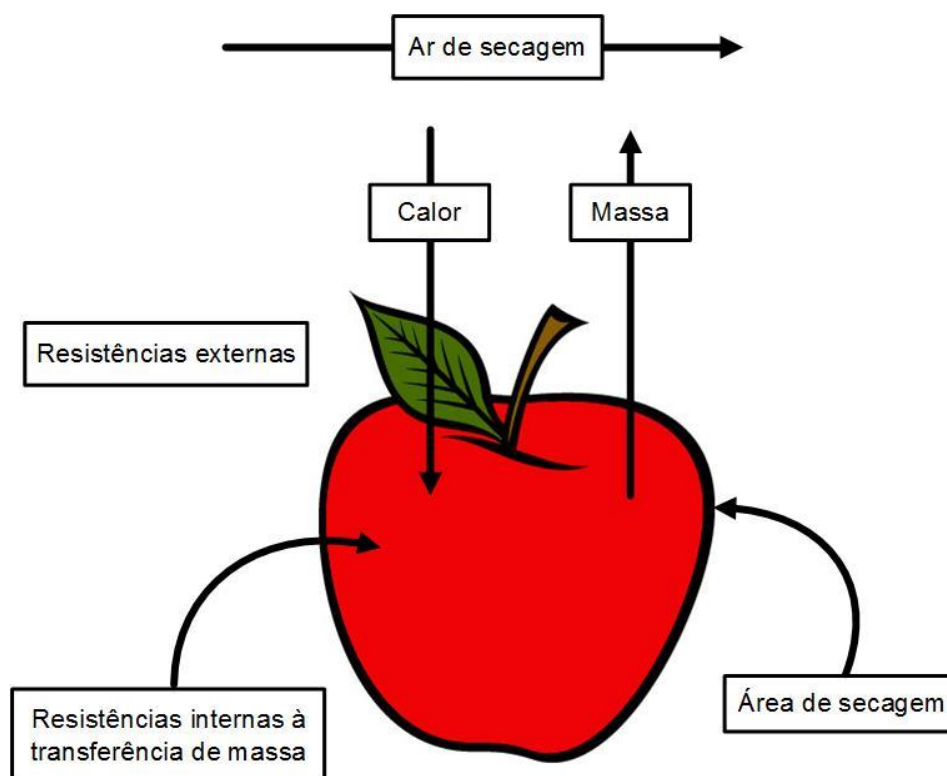 Ar de secagem
Calor
Massa
Resistências externas
Resistências internas à
transferência de massa
Área de secagem